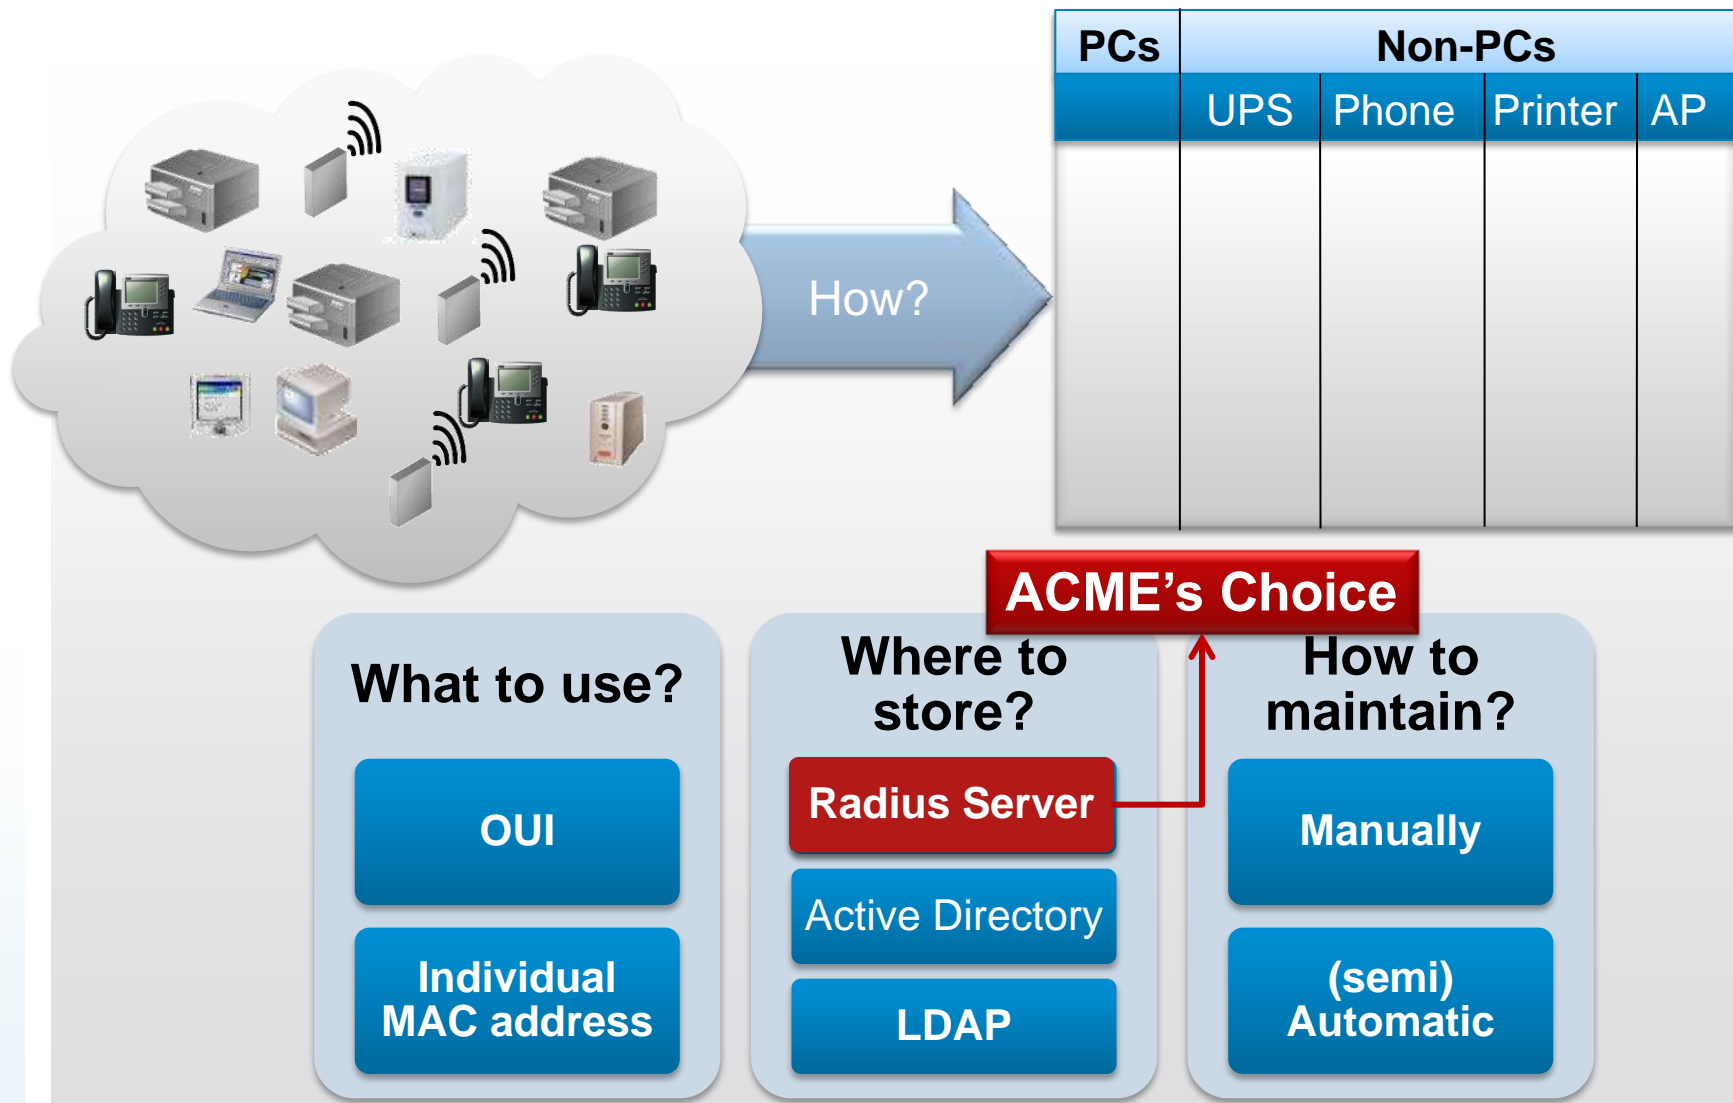 PCs
Non-PCs
UPS
Phone
Printer
AP
How?
ACME’s Choice
What to use?
OUI
Individual
MAC address
Where to
store?
Radius Server
Active Directory
LDAP
How to
maintain?
Manually
(semi)
Automatic